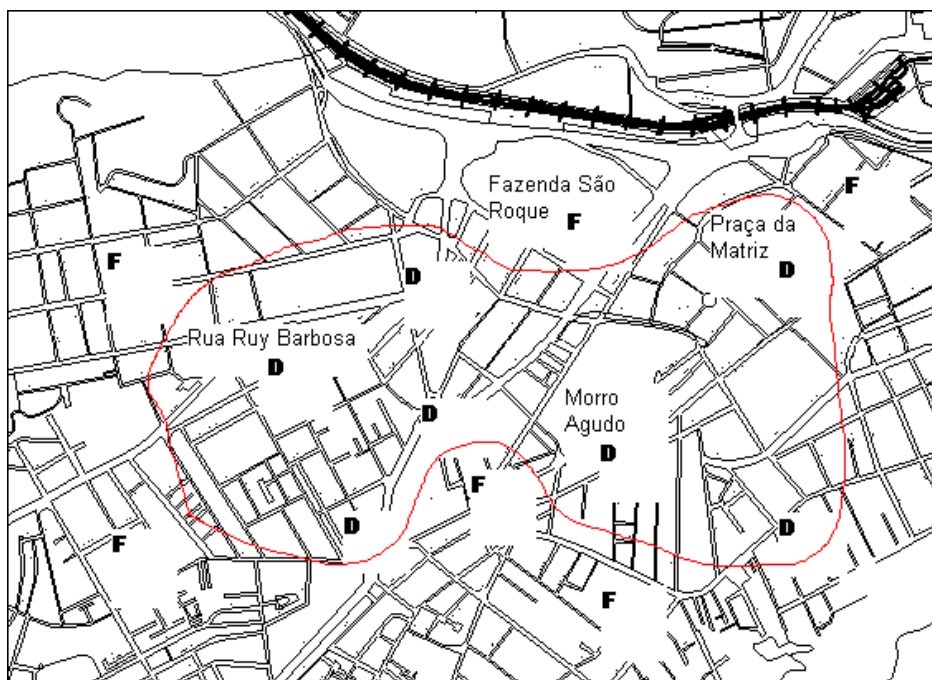 Fazenda São
Roque
F
F
Praça da
Matriz
F
D
D
Rua Ruy Barbosa
D
Morro
Agudo
D
D
F
D
D
F
F